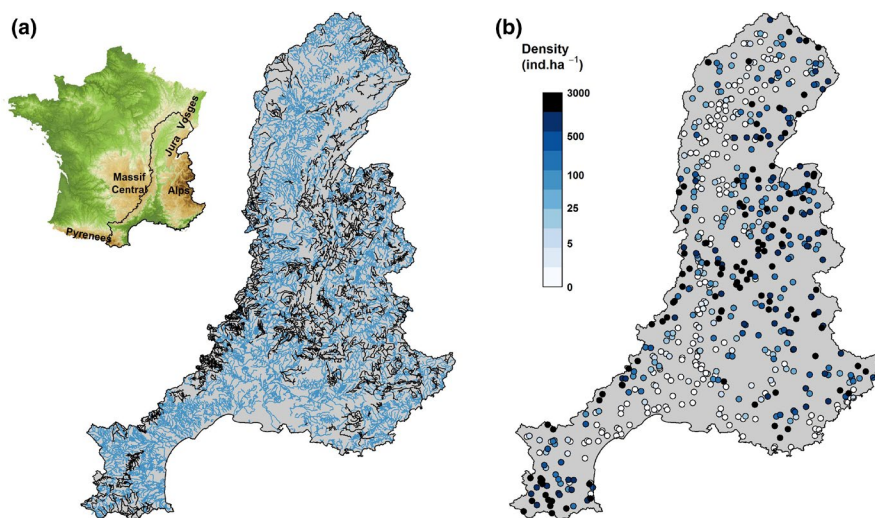 (a)
Vosges
Jura
Massif
Central
Alps
Pyrenees
(b)
Density
(ind.ha⁻¹)
3000
500
100
25
5
0